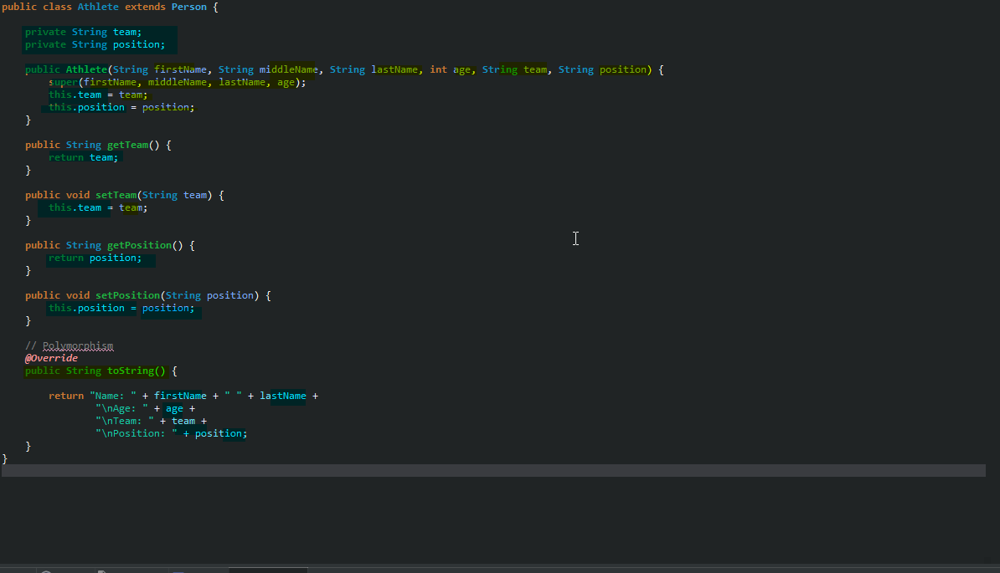 public class Athlete extends Person {
private String team;
private String position;
public Athlete(String firstName, String middleName, String lastName, int age, String team, String position) {
super(firstName, middleName, lastName, age);
this.team = team;
this.position = position;
}
public String getTeam() {
return team;
}
public void setTeam(String team) {
this.team = team;
}
public String getPosition() {
return position;
}
public void setPosition(String position) {
this.position = position;
}
// Polymorphism
@Override
public String toString() {
return "Name: " + firstName + " " + lastName +
"\nAge: " + age +
"\nTeam: " + team +
"\nPosition: " + position;
}
}